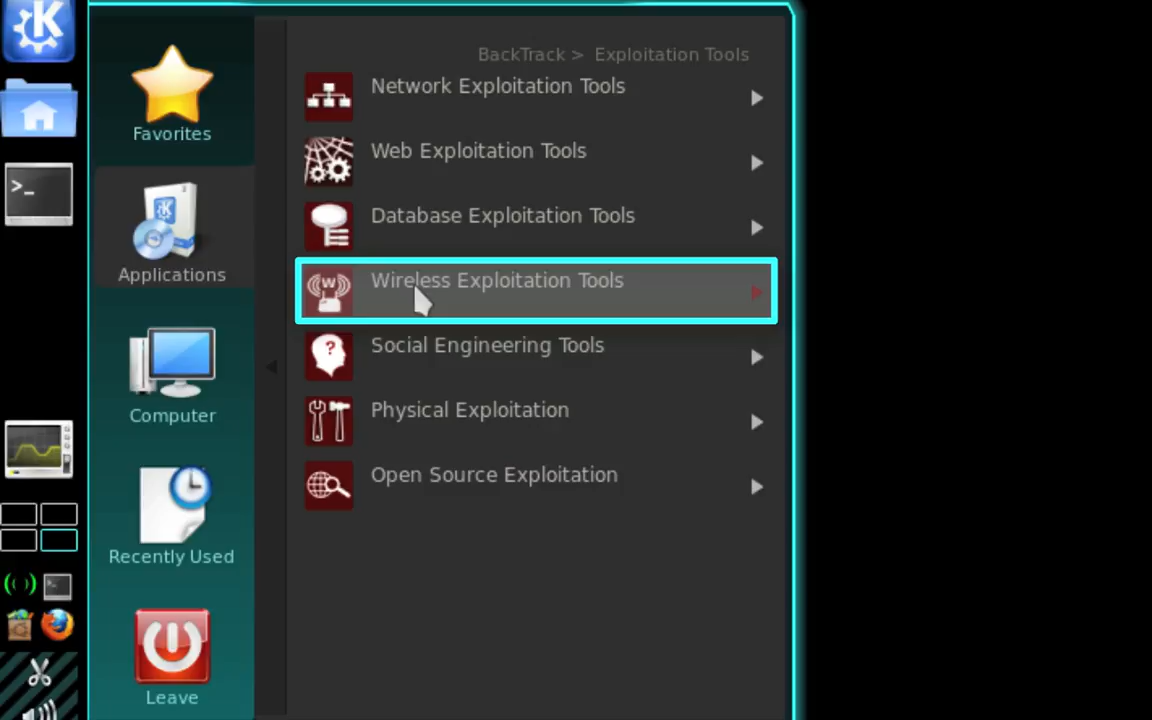 BackTrack > Exploitation Tools
Network Exploitation Tools
Web Exploitation Tools
Database Exploitation Tools
Wireless Exploitation Tools
Social Engineering Tools
Physical Exploitation
Open Source Exploitation
Favorites
Applications
Computer
Recently Used
Leave